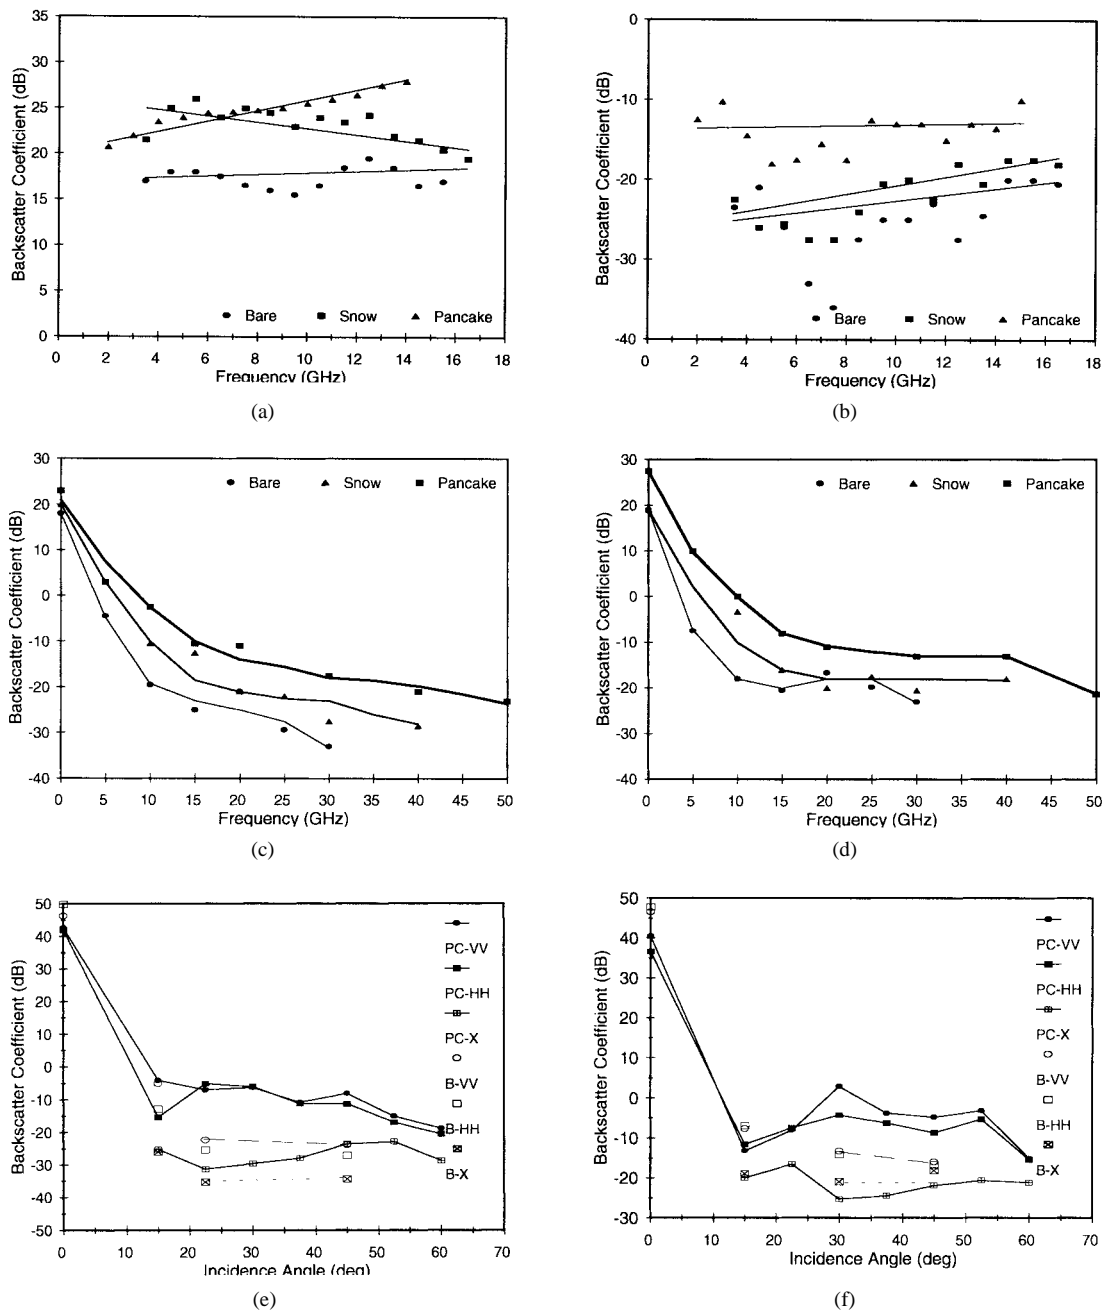 35
30
25
20
15
10
5
0
Backscatter Coefficient (dB)
Bare Snow Pancake
0 2 4 6 8 10 12 14 16 18
Frequency (GHz)
(a)
0
-10
-20
-30
-40
Backscatter Coefficient (dB)
Bare Snow Pancake
0 2 4 6 8 10 12 14 16 18
Frequency (GHz)
(b)
30
20
10
0
-10
-20
-30
-40
Backscatter Coefficient (dB)
Bare Snow Pancake
0 5 10 15 20 25 30 35 40 45 50
Frequency (GHz)
(c)
30
20
10
0
-10
-20
-30
-40
Backscatter Coefficient (dB)
Bare Snow Pancake
0 5 10 15 20 25 30 35 40 45 50
Frequency (GHz)
(d)
50
40
30
20
10
0
-10
-20
-30
-40
-50
Backscatter Coefficient (dB)
PC-VV
PC-HH
PC-X
B-VV
B-HH
B-X
0 10 20 30 40 50 60 70
Incidence Angle (deg)
(e)
50
40
30
20
10
0
-10
-20
-30
Backscatter Coefficient (dB)
PC-VV
PC-HH
PC-X
B-VV
B-HH
B-X
0 10 20 30 40 50 60 70
Incidence Angle (deg)
(f)